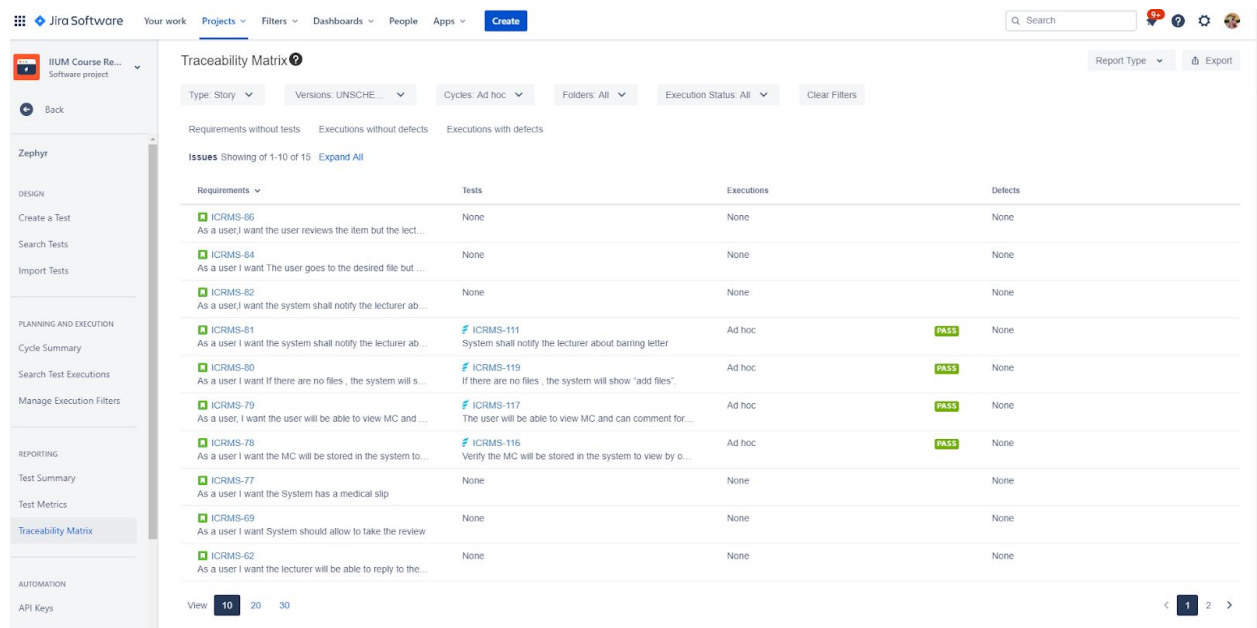 Jira Software Your work Projects Filters Dashboards People Apps Create Search 9+
IIUM Course Re...
Software project
Back
Zephyr
DESIGN
Create a Test
Search Tests
Import Tests
PLANNING AND EXECUTION
Cycle Summary
Search Test Executions
Manage Execution Filters
REPORTING
Test Summary
Test Metrics
Traceability Matrix
AUTOMATION
API Keys
Traceability Matrix ?
Report Type Export
Type: Story Versions: UNSCHE... Cycles: Ad hoc Folders: All Execution Status: All Clear Filters
Requirements without tests Executions without defects Executions with defects
Issues Showing of 1-10 of 15 Expand All
Requirements Tests Executions Defects
ICRMS-86 None None None
As a user,I want the user reviews the item but the lect...
ICRMS-84 None None None
As a user I want The user goes to the desired file but ...
ICRMS-82 None None None
As a user,I want the system shall notify the lecturer ab...
ICRMS-81 ICRMS-111 Ad hoc PASS None
As a user I want the system shall notify the lecturer ab... System shall notify the lecturer about barring letter
ICRMS-80 ICRMS-119 Ad hoc PASS None
As a user I want If there are no files , the system will s... If there are no files , the system will show "add files".
ICRMS-79 ICRMS-117 Ad hoc PASS None
As a user, I want the user will be able to view MC and ... The user will be able to view MC and can comment for...
ICRMS-78 ICRMS-116 Ad hoc PASS None
As a user I want the MC will be stored in the system to... Verify the MC will be stored in the system to view by o...
ICRMS-77 None None None
As a user I want the System has a medical slip
ICRMS-69 None None None
As a user I want System should allow to take the review
ICRMS-62 None None None
As a user I want the lecturer will be able to reply to the...
View 10 20 30 < 1 2 >